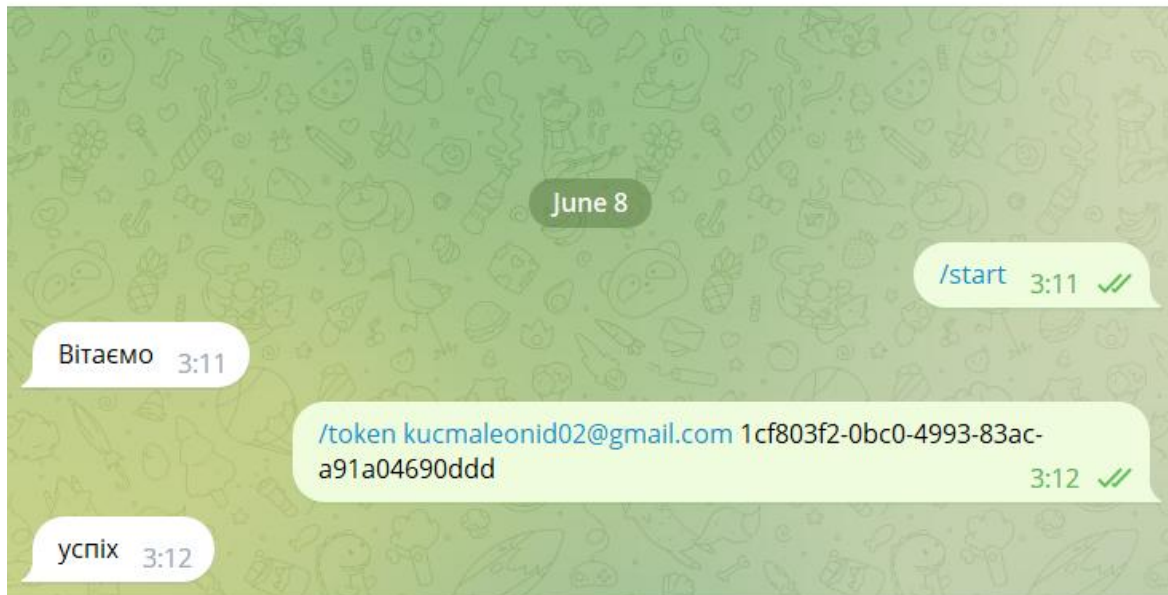 June 8
/start 3:11
Вітаємо 3:11
/token kucmaleonid02@gmail.com 1cf803f2-0bc0-4993-83ac-
a91a04690ddd
3:12
успіх 3:12